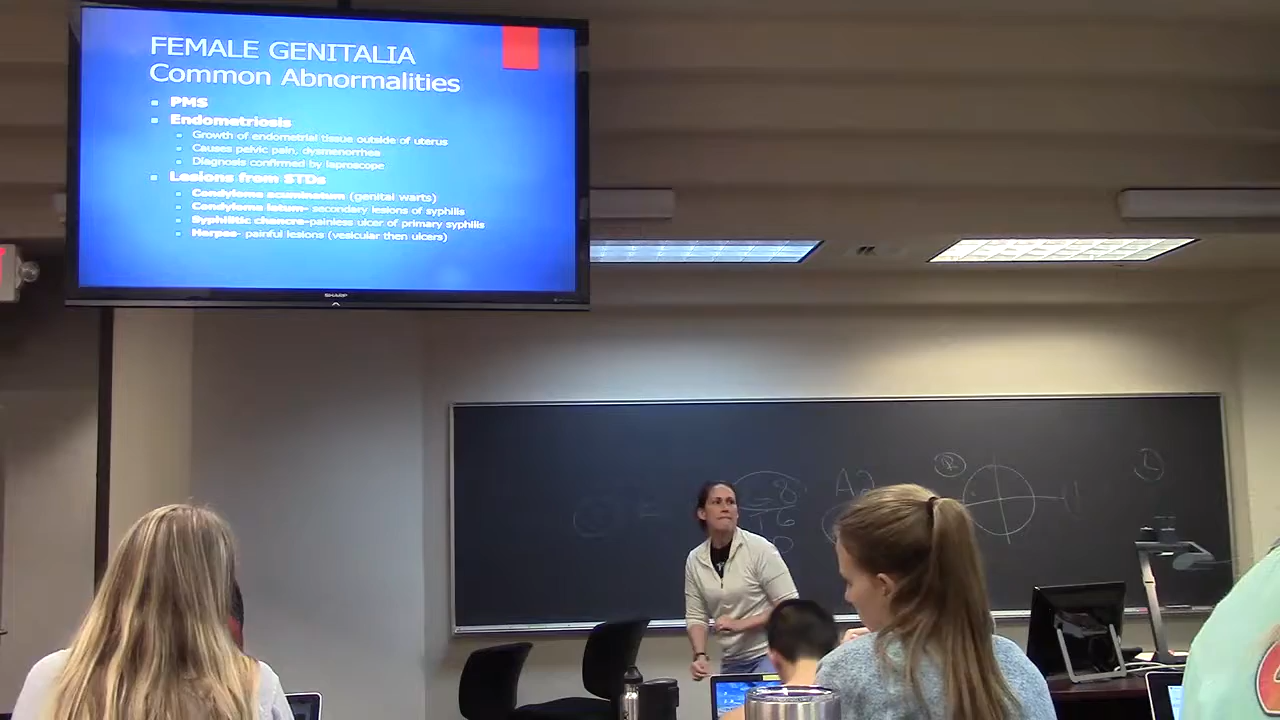 FEMALE GENITALIA
Common Abnormalities
PMS
Endometriosis
Growth of endometrial tissue outside of uterus
Causes pelvic pain, dysmenorrhea
Diagnosis confirmed by laproscope
Lesions from STDs
Condyloma acuminatum (genital warts)
Condyloma latum- secondary lesions of syphilis
Syphilitic chancre-painless ulcer of primary syphilis
Herpes- painful lesions (vesicular then ulcers)
SHARP
A2
R
L